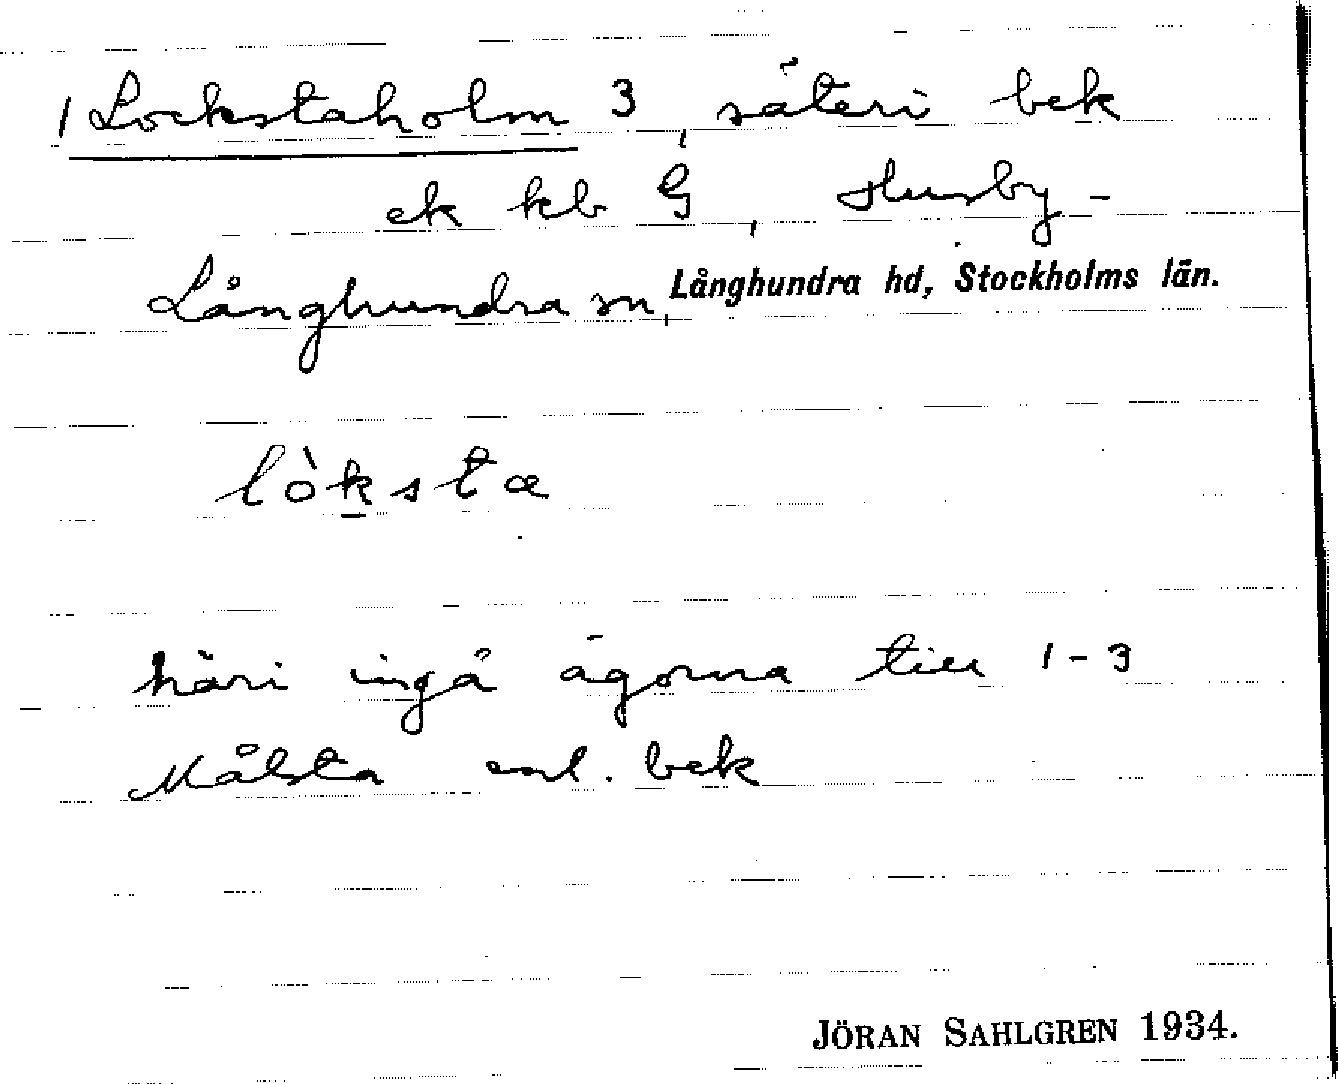 1 Lockstaholm 3, säteri bek
ek kb G, Husby-
Långhundra sn, Långhundra hd, Stockholms län.
lòksta
häri ingå ägorna till 1-3
Målsta enl. bek
JÖRAN SAHLGREN 1934.